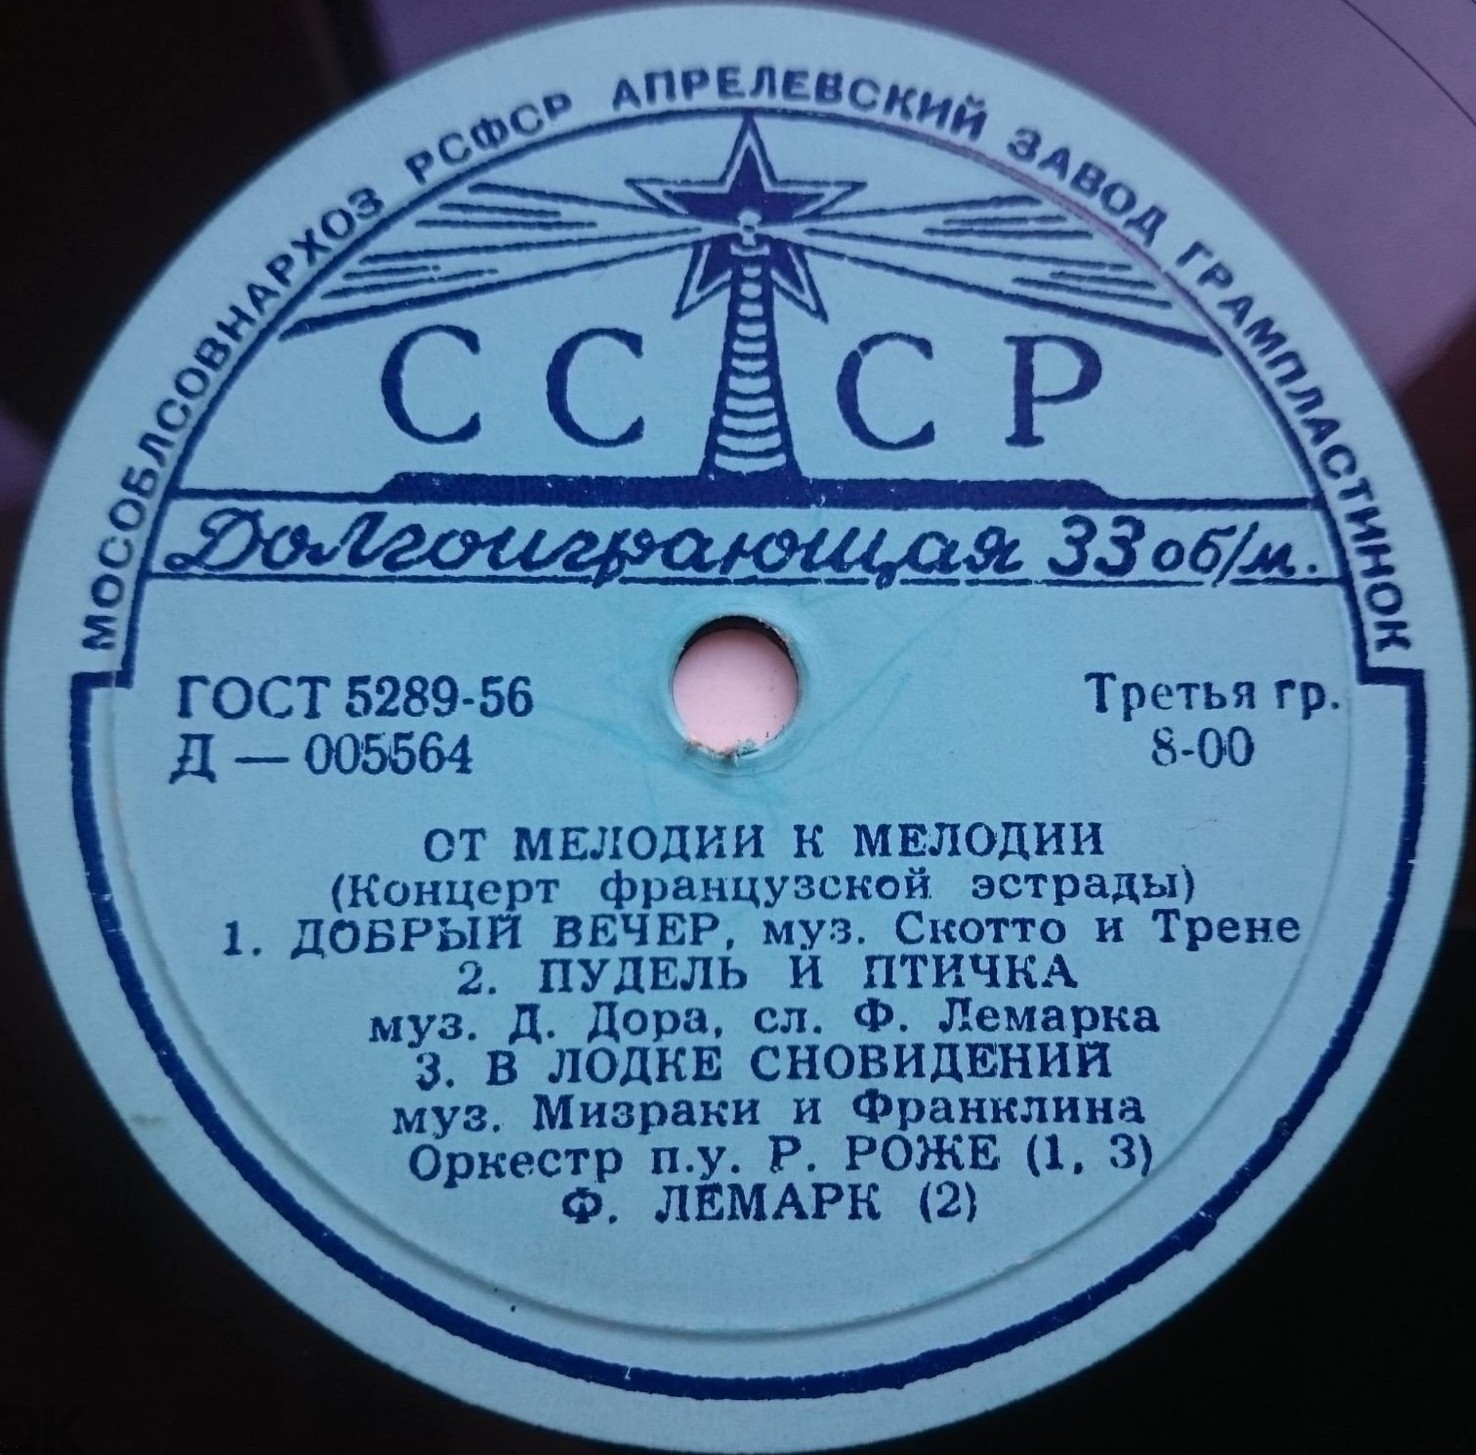 МОСОБЛСОВНАРХОЗ РСФСР АПРЕЛЕВСКИЙ ЗАВОД ГРАМПЛАСТИНОК
СССР
Долгоиграющая 33 об/м.
ГОСТ 5289-56
Третья гр.
Д — 005564
8-00
ОТ МЕЛОДИИ К МЕЛОДИИ
(Концерт французской эстрады)
1. ДОБРЫЙ ВЕЧЕР, муз. Скотто и Трене
2. ПУДЕЛЬ И ПТИЧКА
муз. Д. Дора, сл. Ф. Лемарка
3. В ЛОДКЕ СНОВИДЕНИЙ
муз. Мизраки и Франклина
Оркестр п.у. Р. РОЖЕ (1, 3)
Ф. ЛЕМАРК (2)